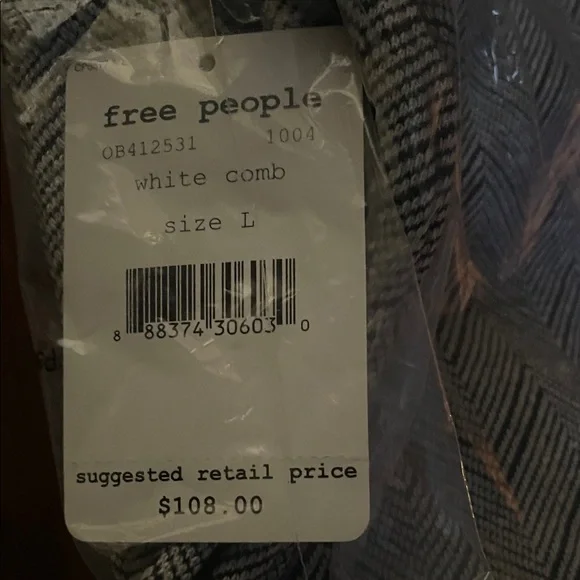 free people
OB412531 1004
white comb
size L
8 88374 30603 0
suggested retail price
$108.00